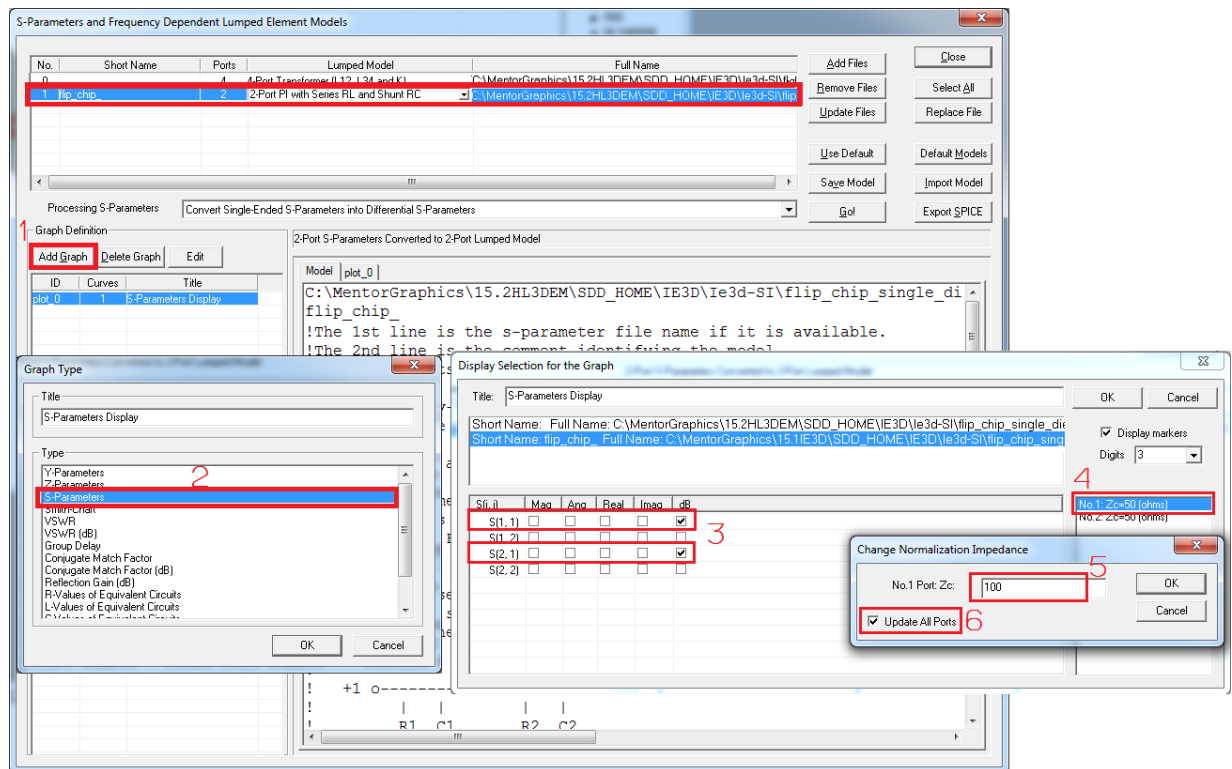 S-Parameters and Frequency Dependent Lumped Element Models
No. Short Name Ports Lumped Model Full Name
0 4 4-Port Transformer (L12, L34 and K) C:\MentorGraphics\15.2HL3DEM\SDD_HOME\IE3D\Ie3d-SI\flip
1 flip_chip_ 2 2-Port PI with Series RL and Shunt RC C:\MentorGraphics\15.2HL3DEM\SDD_HOME\IE3D\Ie3d-SI\flip
Add Files Close
Remove Files Select All
Update Files Replace File
Use Default Default Models
Save Model Import Model
Processing S-Parameters Convert Single-Ended S-Parameters into Differential S-Parameters Go! Export SPICE
1
Graph Definition
2-Port S-Parameters Converted to 2-Port Lumped Model
Add Graph Delete Graph Edit
ID Curves Title
plot_0 1 S-Parameters Display
Model plot_0
C:\MentorGraphics\15.2HL3DEM\SDD_HOME\IE3D\Ie3d-SI\flip_chip_single_di
flip_chip_
!The 1st line is the s-parameter file name if it is available.
!The 2nd line is the comment identifying the model
Graph Type
Title
S-Parameters Display
Type
2
Y-Parameters
Z-Parameters
S-Parameters
Smith-Chart
VSWR
VSWR (dB)
Group Delay
Conjugate Match Factor
Conjugate Match Factor (dB)
Reflection Gain (dB)
R-Values of Equivalent Circuits
L-Values of Equivalent Circuits
C-Values of Equivalent Circuits
OK Cancel
Display Selection for the Graph
Title: S-Parameters Display
OK Cancel
Short Name: Full Name: C:\MentorGraphics\15.2HL3DEM\SDD_HOME\IE3D\Ie3d-SI\flip_chip_single_die
Short Name: flip_chip_ Full Name: C:\MentorGraphics\15.1IE3D\SDD_HOME\IE3D\Ie3d-SI\flip_chip_sing
Display markers
Digits 3
4
S(i, j) Mag Ang Real Imag dB
S(1, 1)
S(1, 2)
S(2, 1)
S(2, 2)
3
No.1: Zc=50 (ohms)
No.2: Zc=50 (ohms)
Change Normalization Impedance
5
No.1 Port: Zc: 100
OK
Cancel
Update All Ports
6
! +1 o--------
! | | | |
! R1 C1 R2 C2